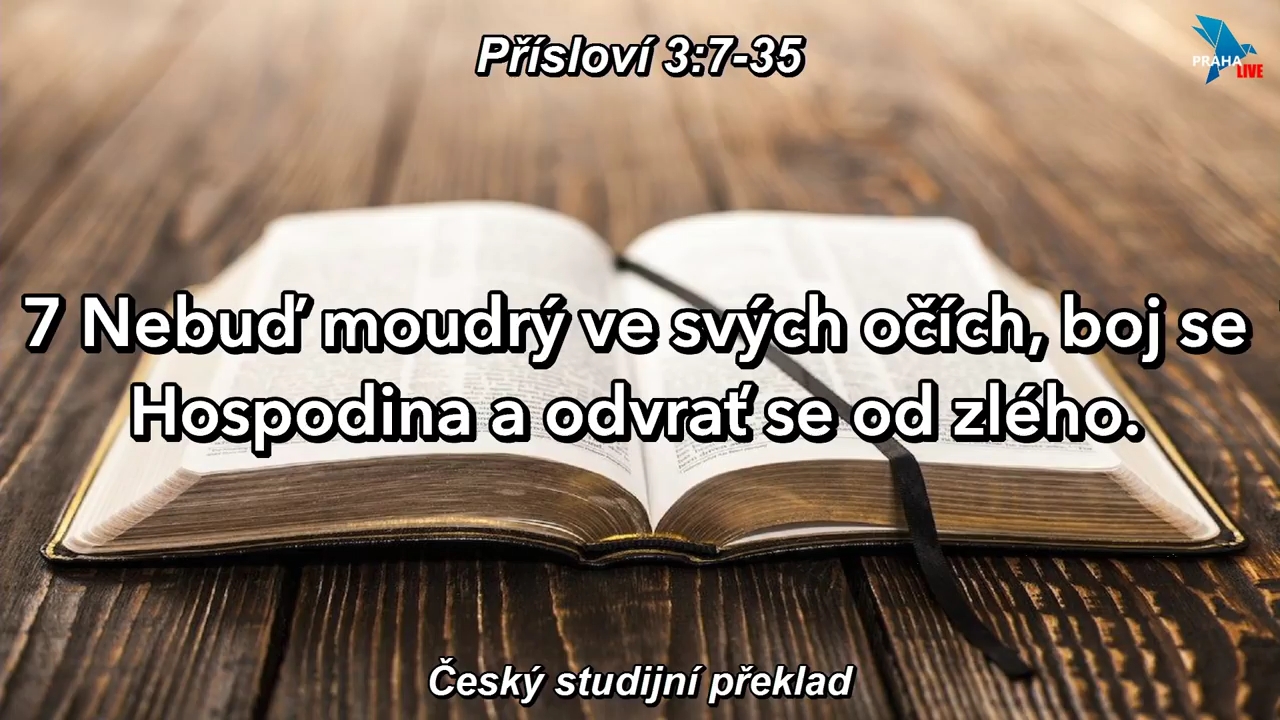 Přísloví 3:7-35
PRAHA
LIVE
7 Nebuď moudrý ve svých očích, boj se
Hospodina a odvrať se od zlého.
Český studijní překlad